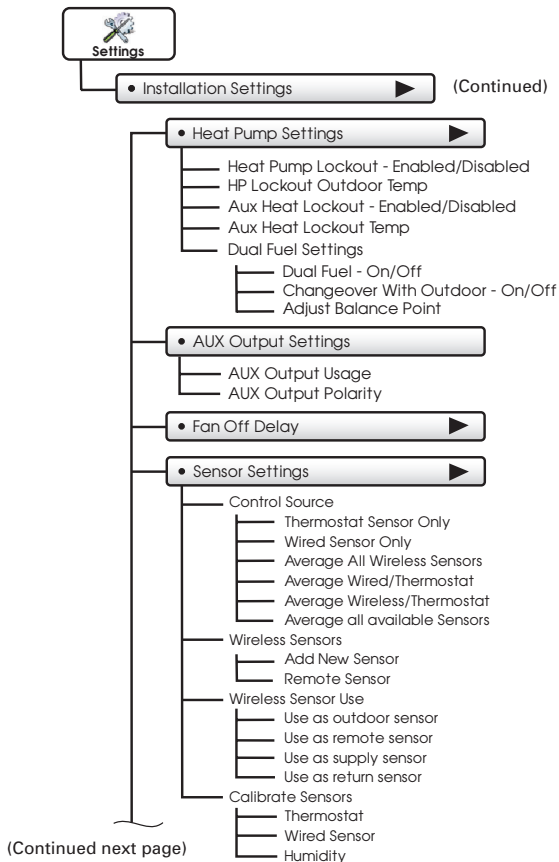 Settings
• Installation Settings
(Continued)
• Heat Pump Settings
Heat Pump Lockout - Enabled/Disabled
HP Lockout Outdoor Temp
Aux Heat Lockout - Enabled/Disabled
Aux Heat Lockout Temp
Dual Fuel Settings
Dual Fuel - On/Off
Changeover With Outdoor - On/Off
Adjust Balance Point
• AUX Output Settings
AUX Output Usage
AUX Output Polarity
• Fan Off Delay
• Sensor Settings
Control Source
Thermostat Sensor Only
Wired Sensor Only
Average All Wireless Sensors
Average Wired/Thermostat
Average Wireless/Thermostat
Average all available Sensors
Wireless Sensors
Add New Sensor
Remote Sensor
Wireless Sensor Use
Use as outdoor sensor
Use as remote sensor
Use as supply sensor
Use as return sensor
Calibrate Sensors
Thermostat
Wired Sensor
Humidity
(Continued next page)